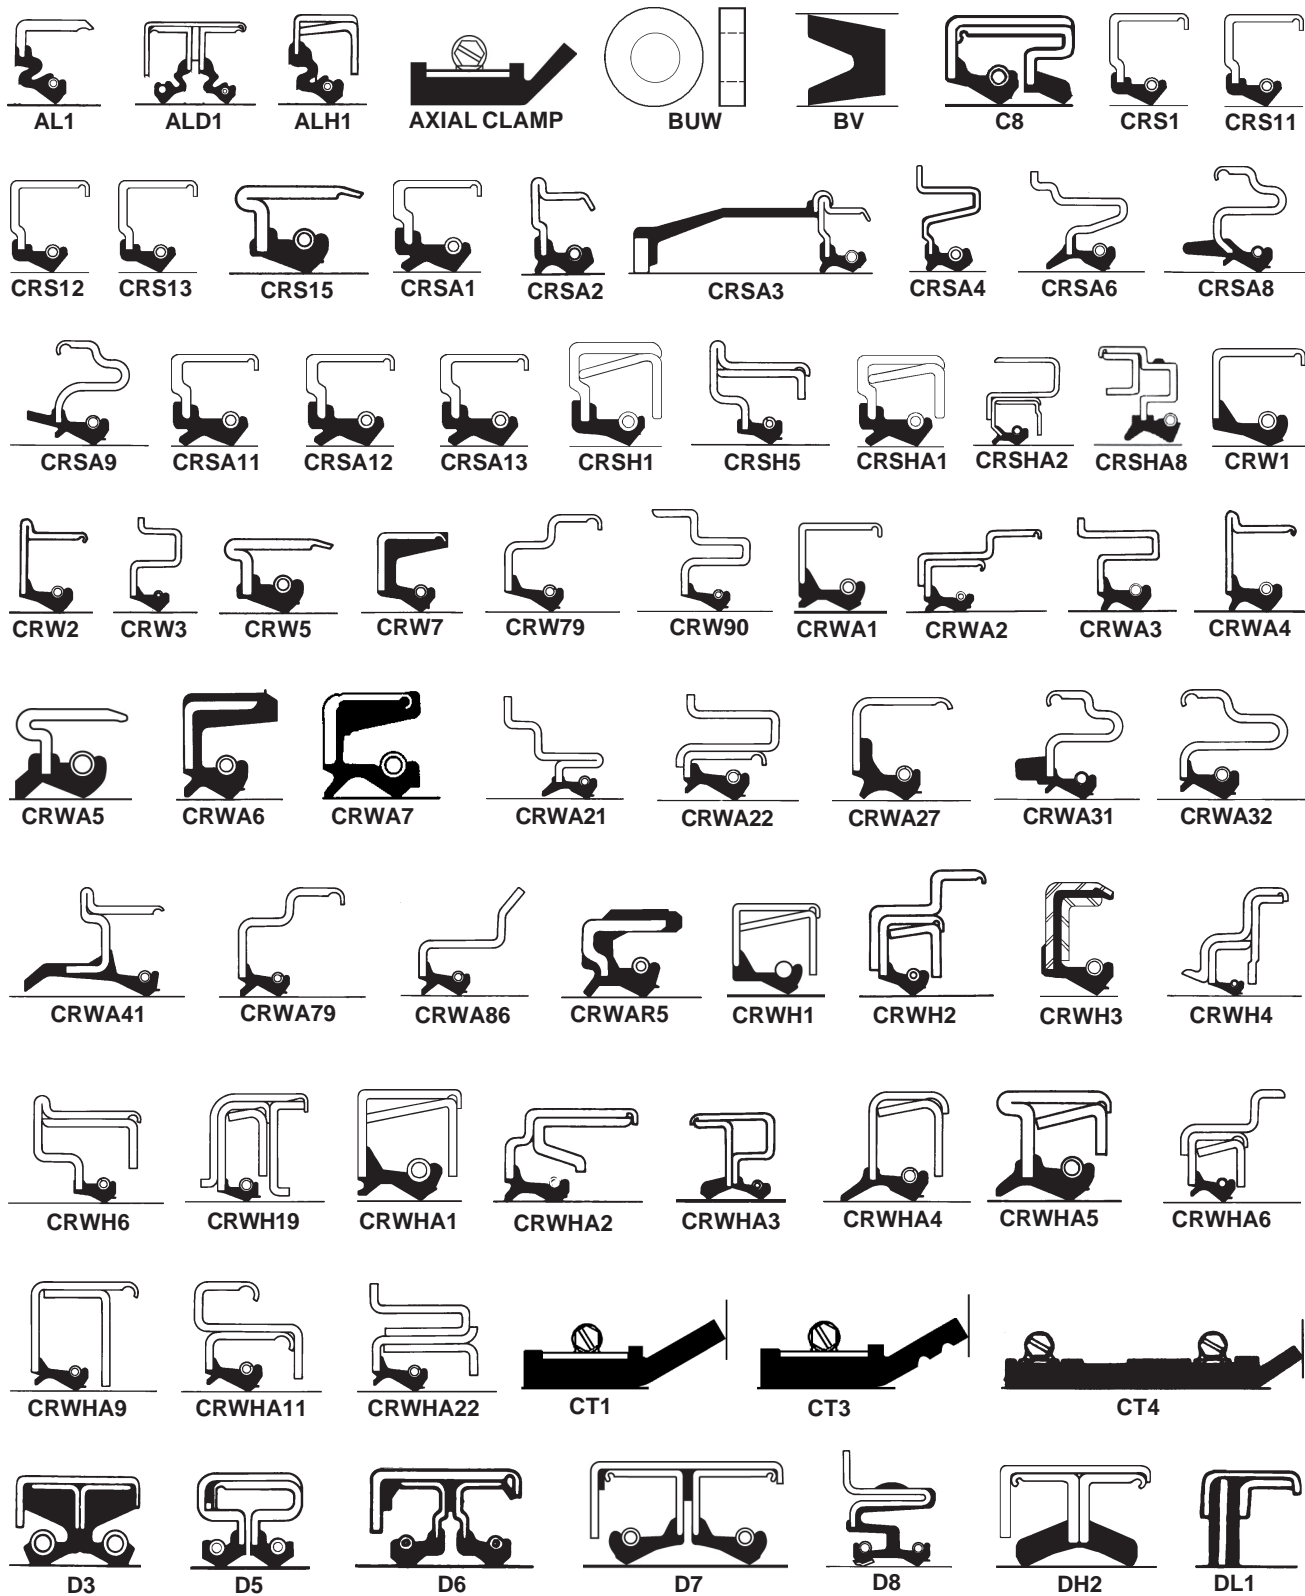 AL1 ALD1 ALH1 AXIAL CLAMP BUW BV C8 CRS1 CRS11
CRS12 CRS13 CRS15 CRSA1 CRSA2 CRSA3 CRSA4 CRSA6 CRSA8
CRSA9 CRSA11 CRSA12 CRSA13 CRSH1 CRSH5 CRSHA1 CRSHA2 CRSHA8 CRW1
CRW2 CRW3 CRW5 CRW7 CRW79 CRW90 CRWA1 CRWA2 CRWA3 CRWA4
CRWA5 CRWA6 CRWA7 CRWA21 CRWA22 CRWA27 CRWA31 CRWA32
CRWA41 CRWA79 CRWA86 CRWAR5 CRWH1 CRWH2 CRWH3 CRWH4
CRWH6 CRWH19 CRWHA1 CRWHA2 CRWHA3 CRWHA4 CRWHA5 CRWHA6
CRWHA9 CRWHA11 CRWHA22 CT1 CT3 CT4
D3 D5 D6 D7 D8 DH2 DL1